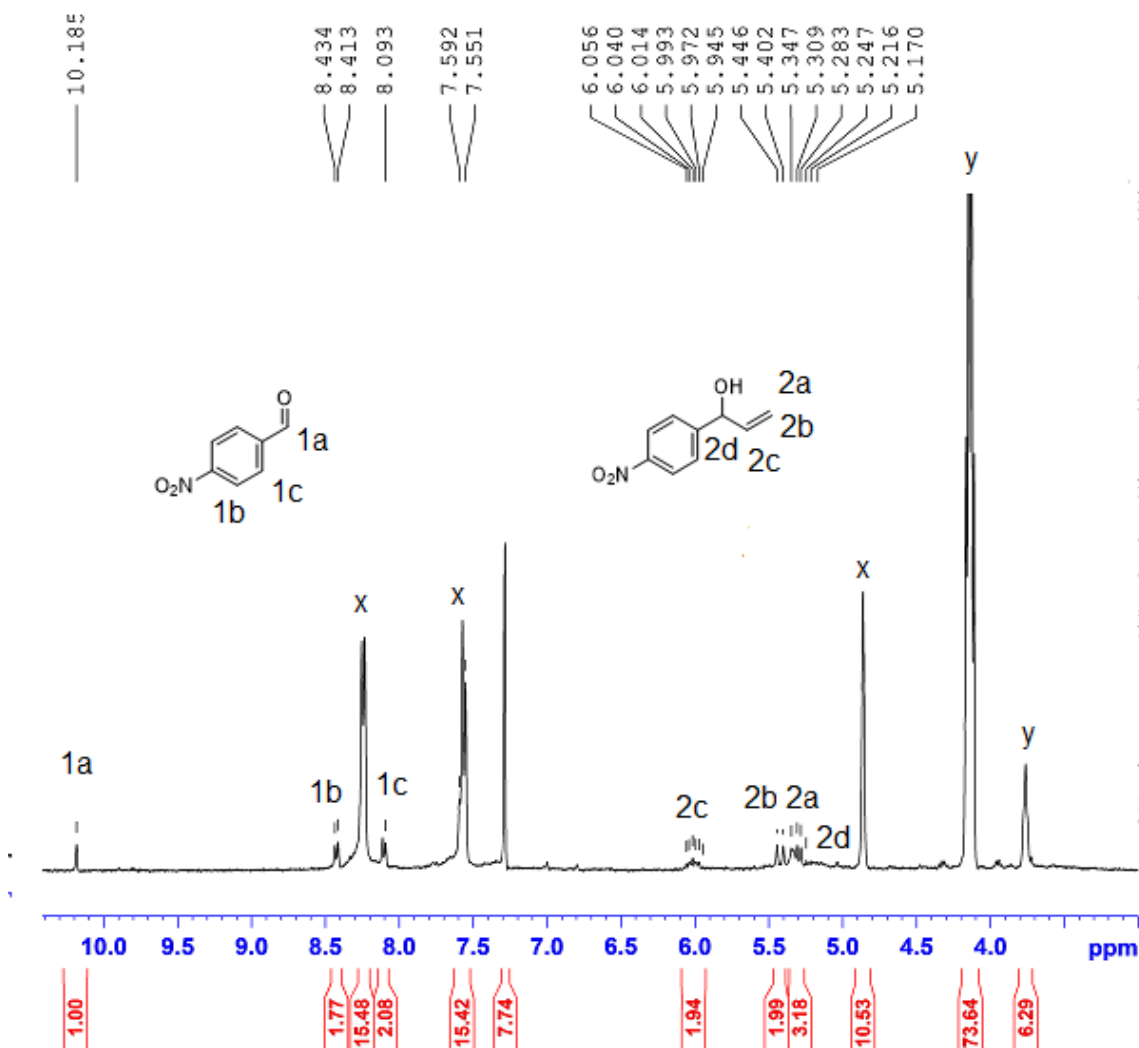 10.185
8.434
8.413
8.093
7.592
7.551
6.056
6.040
6.014
5.993
5.972
5.945
5.446
5.402
5.347
5.309
5.283
5.247
5.216
5.170
y
O
1a
O₂N
1b
1c
OH
2a
2b
2d
2c
O₂N
x
x
x
y
1a
1b
1c
2c
2b
2a
2d
10.0 9.5 9.0 8.5 8.0 7.5 7.0 6.5 6.0 5.5 5.0 4.5 4.0 ppm
1.00
1.77
15.48
2.08
15.42
7.74
1.94
1.99
3.18
10.53
73.64
6.29